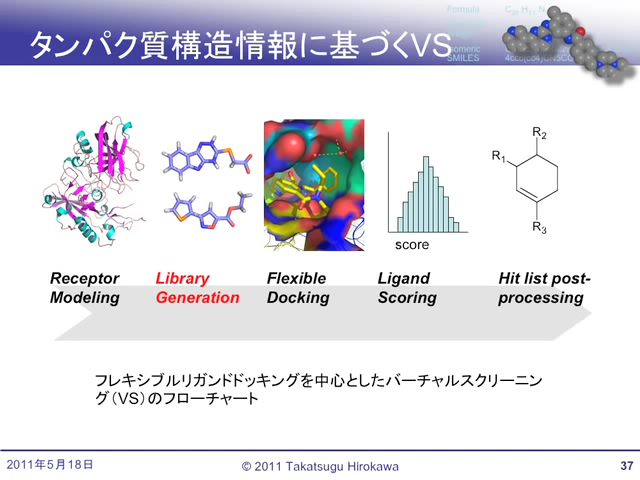 タンパク質構造情報に基づくVS
Formula
SMILES
R2
R1
R3
score
Receptor Modeling
Library Generation
Flexible Docking
Ligand Scoring
Hit list post-processing
フレキシブルリガンドドッキングを中心としたバーチャルスクリーニン
グ（VS）のフローチャート
2011年5月18日
© 2011 Takatsugu Hirokawa
37